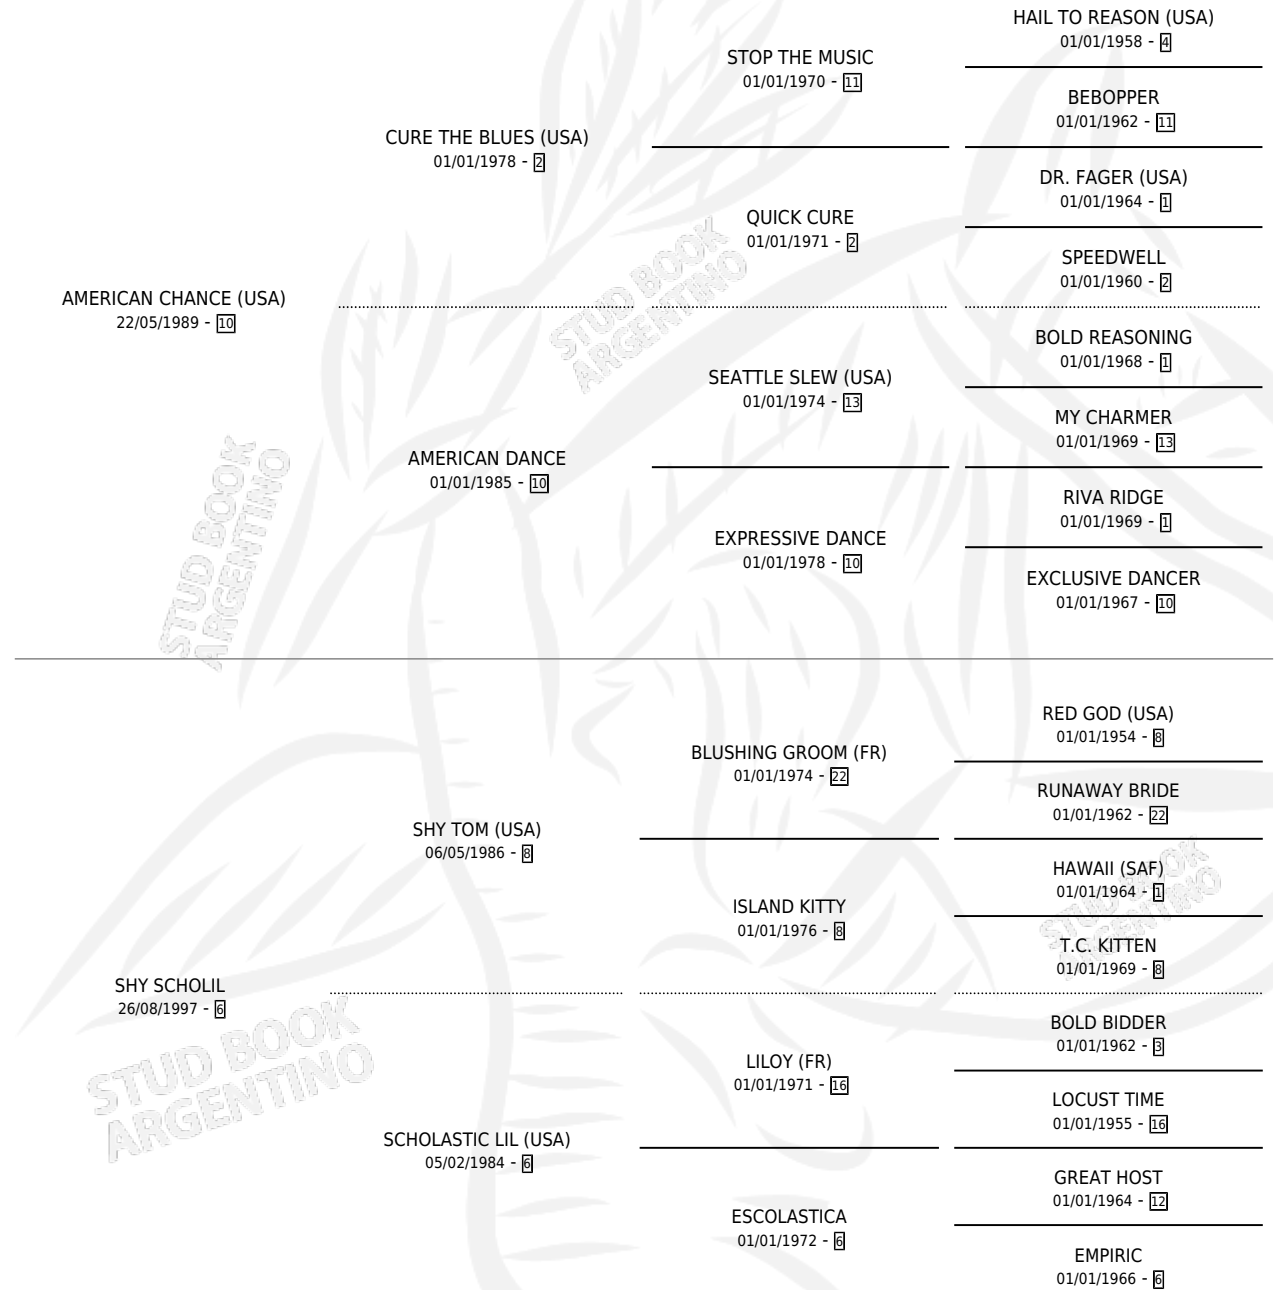 HAIL TO REASON (USA)
01/01/1958 - 4
STOP THE MUSIC
01/01/1970 - 11
BEBOPPER
01/01/1962 - 11
CURE THE BLUES (USA)
01/01/1978 - 2
DR. FAGER (USA)
01/01/1964 - 1
QUICK CURE
01/01/1971 - 2
SPEEDWELL
01/01/1960 - 2
AMERICAN CHANCE (USA)
22/05/1989 - 10
STUD BOOK
ARGENTINO
BOLD REASONING
01/01/1968 - 1
SEATTLE SLEW (USA)
01/01/1974 - 13
MY CHARMER
01/01/1969 - 13
AMERICAN DANCE
01/01/1985 - 10
RIVA RIDGE
01/01/1969 - 1
EXPRESSIVE DANCE
01/01/1978 - 10
EXCLUSIVE DANCER
01/01/1967 - 10
STUD BOOK
ARGENTINO
RED GOD (USA)
01/01/1954 - 8
BLUSHING GROOM (FR)
01/01/1974 - 22
RUNAWAY BRIDE
01/01/1962 - 22
SHY TOM (USA)
06/05/1986 - 8
HAWAII (SAF)
01/01/1964 - 1
ISLAND KITTY
01/01/1976 - 8
STUD BOOK
ARGENTINO
T.C. KITTEN
01/01/1969 - 8
SHY SCHOLIL
26/08/1997 - 6
BOLD BIDDER
01/01/1962 - 3
LILOY (FR)
01/01/1971 - 16
STUD BOOK
ARGENTINO
LOCUST TIME
01/01/1955 - 16
SCHOLASTIC LIL (USA)
05/02/1984 - 6
GREAT HOST
01/01/1964 - 12
ESCOLASTICA
01/01/1972 - 6
EMPIRIC
01/01/1966 - 6